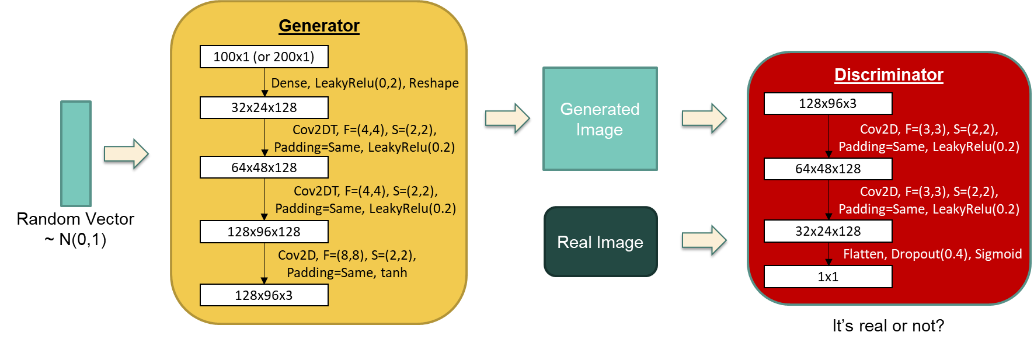 Random Vector
~ N(0,1)
Generator
100x1 (or 200x1)
Dense, LeakyRelu(0,2), Reshape
32x24x128
Cov2DT, F=(4,4), S=(2,2),
Padding=Same, LeakyRelu(0.2)
64x48x128
Cov2DT, F=(4,4), S=(2,2),
Padding=Same, LeakyRelu(0.2)
128x96x128
Cov2D, F=(8,8), S=(2,2),
Padding=Same, tanh
128x96x3
Generated
Image
Real Image
Discriminator
128x96x3
Cov2D, F=(3,3), S=(2,2),
Padding=Same, LeakyRelu(0.2)
64x48x128
Cov2D, F=(3,3), S=(2,2),
Padding=Same, LeakyRelu(0.2)
32x24x128
Flatten, Dropout(0.4), Sigmoid
1x1
It's real or not?